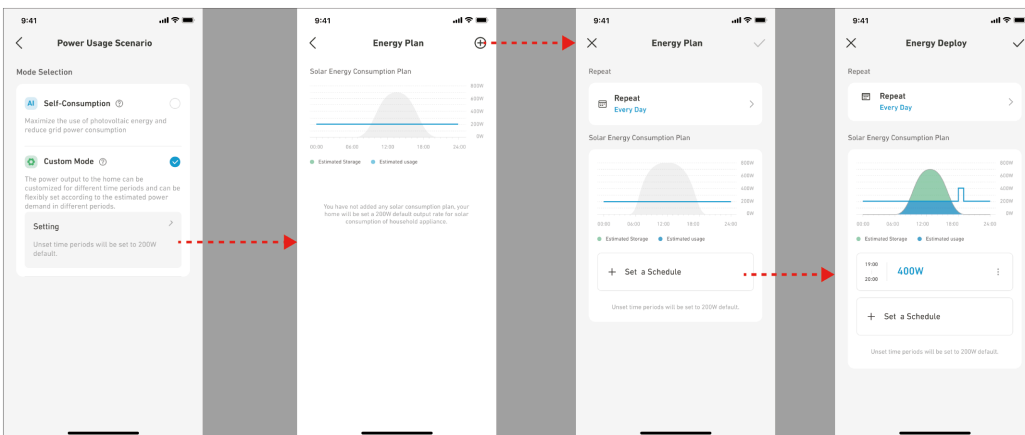 9:41
Power Usage Scenario
Mode Selection
AI Self-Consumption ?
Maximize the use of photovoltaic energy and
reduce grid power consumption
Custom Mode ?
The power output to the home can be
customized for different time periods and can be
flexibly set according to the estimated power
demand in different periods.
Setting
Unset time periods will be set to 200W
default.
9:41
Energy Plan
Solar Energy Consumption Plan
800W
600W
400W
200W
0W
00:00 06:00 12:00 18:00 24:00
Estimated Storage Estimated usage
You have not added any solar consumption plan, your
home will be set a 200W default output rate for solar
consumption of household appliance.
9:41
Energy Plan
Repeat
Repeat
Every Day
Solar Energy Consumption Plan
800W
600W
400W
200W
0W
00:00 06:00 12:00 18:00 24:00
Estimated Storage Estimated usage
+ Set a Schedule
Unset time periods will be set to 200W default.
9:41
Energy Deploy
Repeat
Repeat
Every Day
Solar Energy Consumption Plan
800W
600W
400W
200W
0W
00:00 06:00 12:00 18:00 24:00
Estimated Storage Estimated usage
19:00
400W
20:00
+ Set a Schedule
Unset time periods will be set to 200W default.